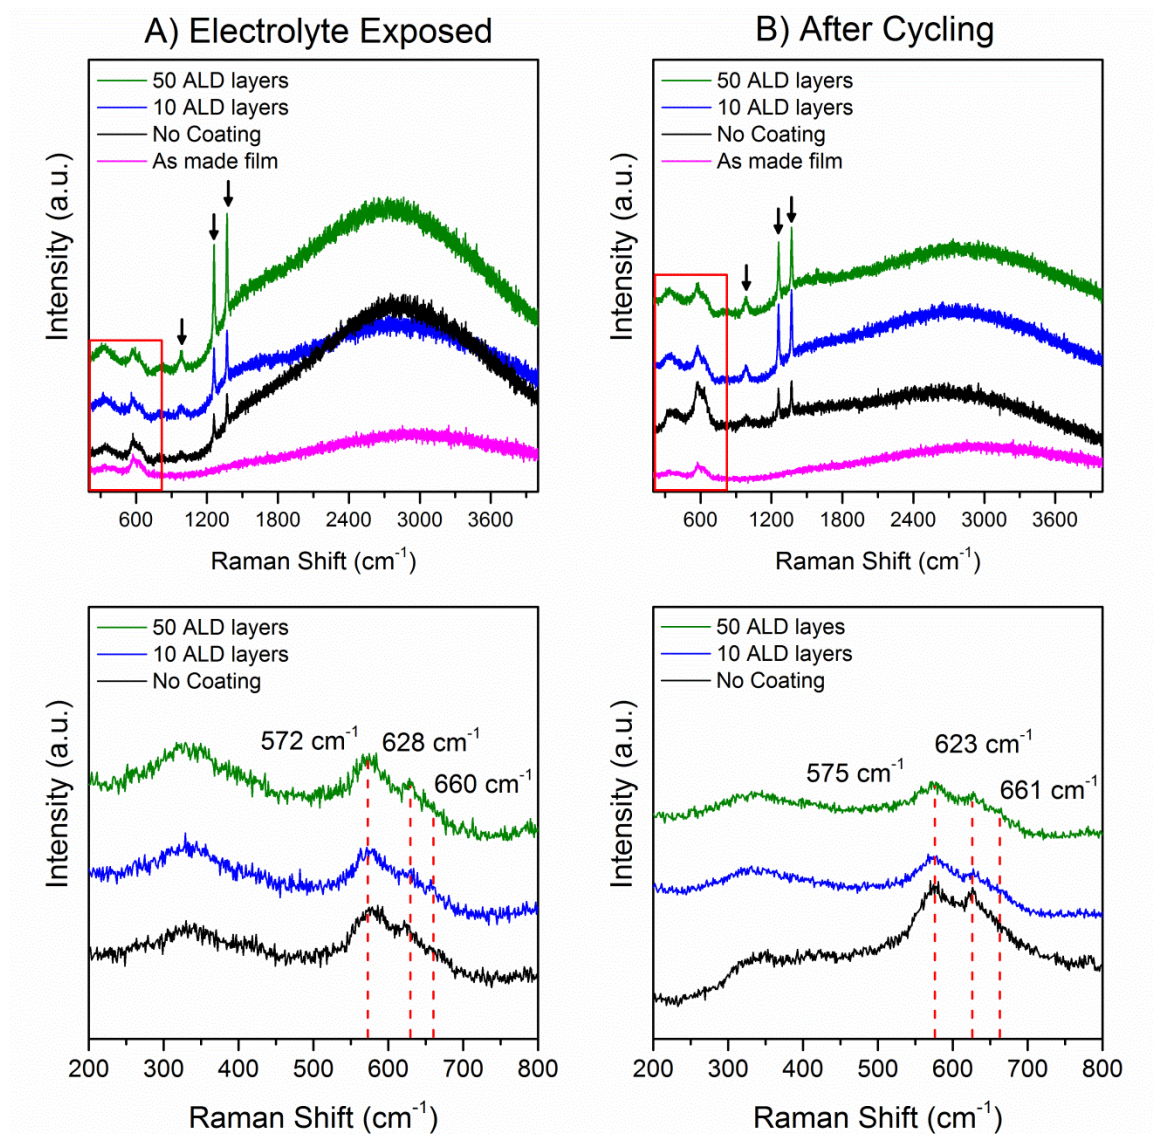 A) Electrolyte Exposed
50 ALD layers
10 ALD layers
No Coating
As made film
Intensity (a.u.)
600 1200 1800 2400 3000 3600
Raman Shift (cm⁻¹)
B) After Cycling
50 ALD layers
10 ALD layers
No Coating
As made film
Intensity (a.u.)
600 1200 1800 2400 3000 3600
Raman Shift (cm⁻¹)
50 ALD layers
10 ALD layers
No Coating
572 cm⁻¹ 628 cm⁻¹
660 cm⁻¹
Intensity (a.u.)
200 300 400 500 600 700 800
Raman Shift (cm⁻¹)
50 ALD layes
10 ALD layers
No Coating
623 cm⁻¹
575 cm⁻¹ 661 cm⁻¹
Intensity (a.u.)
200 300 400 500 600 700 800
Raman Shift (cm⁻¹)